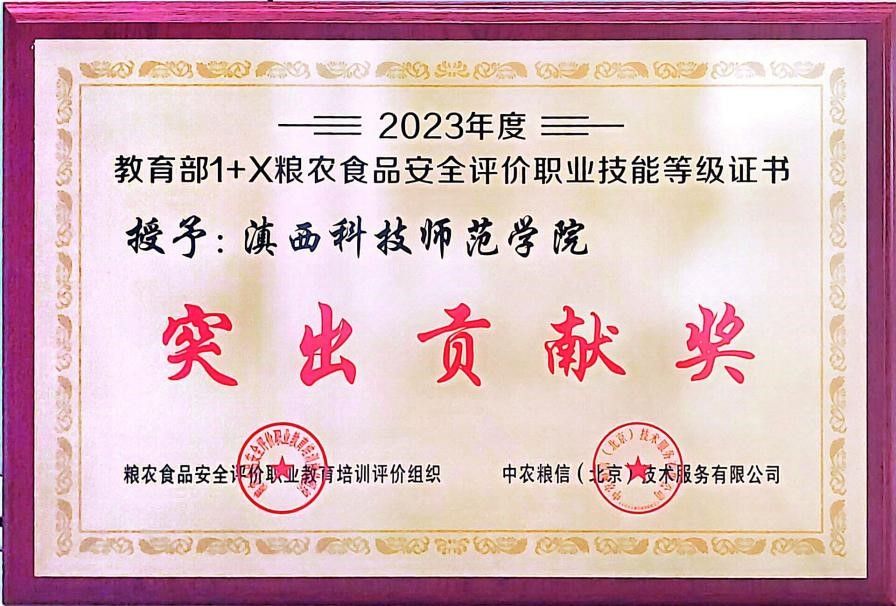 2023年度
教育部1+X粮农食品安全评价职业技能等级证书
授予：滇西科技师范学院
突出贡献奖
粮农食品安全评价职业教育培训评价组织
中农粮信（北京）技术服务有限公司